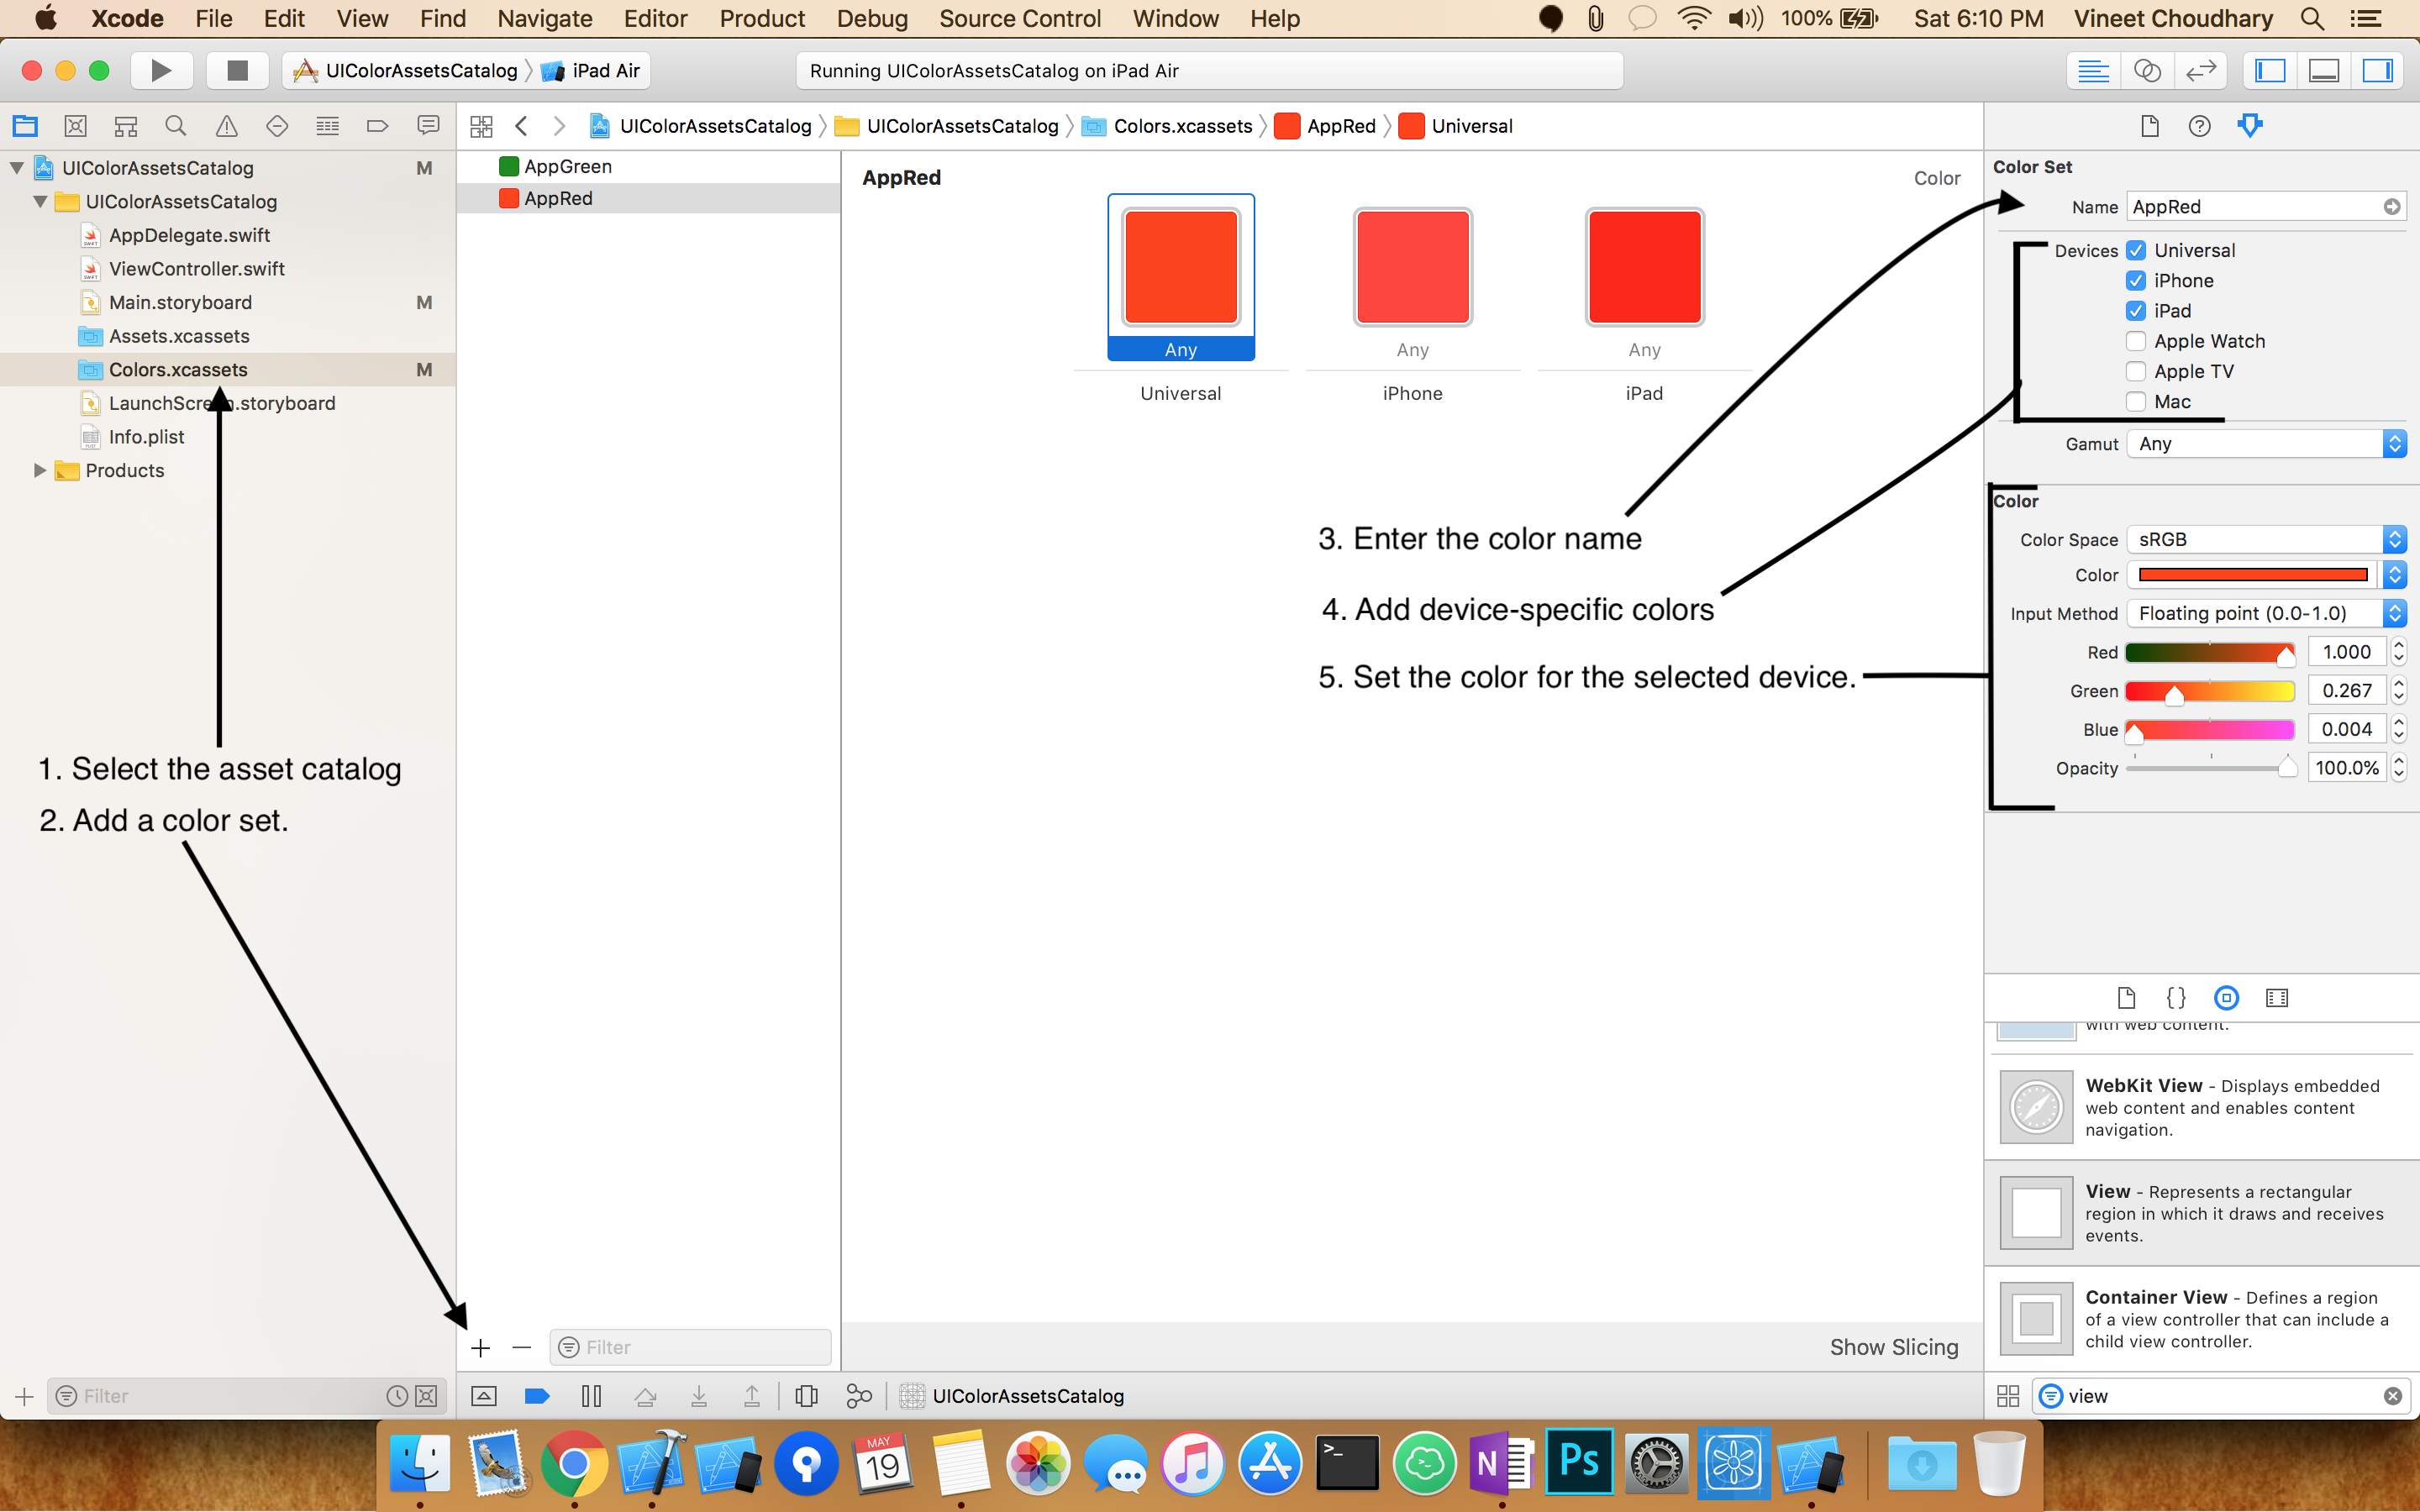 Xcode File Edit View Find Navigate Editor Product Debug Source Control Window Help 100% Sat 6:10 PM Vineet Choudhary
UIColorAssetsCatalog iPad Air Running UIColorAssetsCatalog on iPad Air
UIColorAssetsCatalog UIColorAssetsCatalog Colors.xcassets AppRed Universal
UIColorAssetsCatalog M
UIColorAssetsCatalog
AppDelegate.swift
ViewController.swift
Main.storyboard M
Assets.xcassets
Colors.xcassets M
LaunchScreen.storyboard
Info.plist
Products
1. Select the asset catalog
2. Add a color set.
Filter
AppGreen
AppRed
Filter
AppRed Color
Any Any Any
Universal iPhone iPad
3. Enter the color name
4. Add device-specific colors
5. Set the color for the selected device.
Show Slicing
UIColorAssetsCatalog
Color Set
Name AppRed
Devices Universal
iPhone
iPad
Apple Watch
Apple TV
Mac
Gamut Any
Color
Color Space sRGB
Color
Input Method Floating point (0.0-1.0)
Red 1.000
Green 0.267
Blue 0.004
Opacity 100.0%
{}
with web content.
WebKit View - Displays embedded
web content and enables content
navigation.
View - Represents a rectangular
region in which it draws and receives
events.
Container View - Defines a region
of a view controller that can include a
child view controller.
view
MAY
19
>_
N
Ps